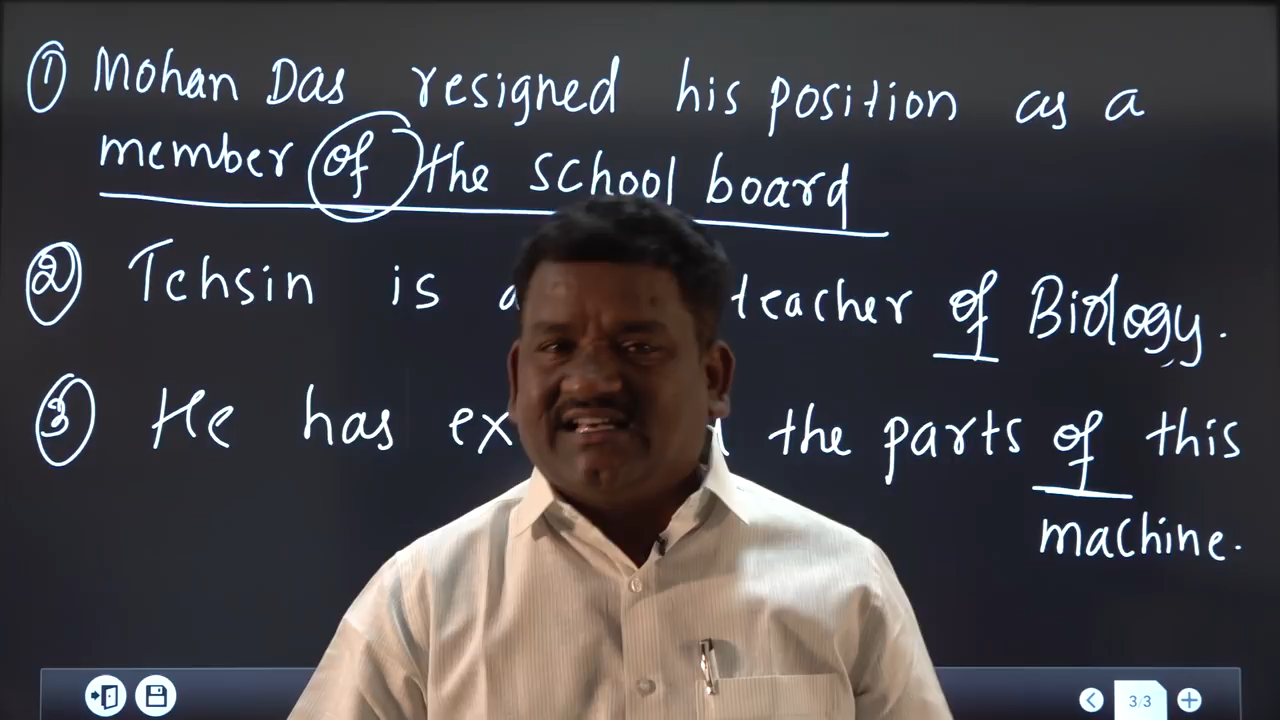 ① Mohan Das resigned his position as a
member of the school board
② Tehsin is a teacher of Biology.
③ He has ex the parts of this
machine.
3/3